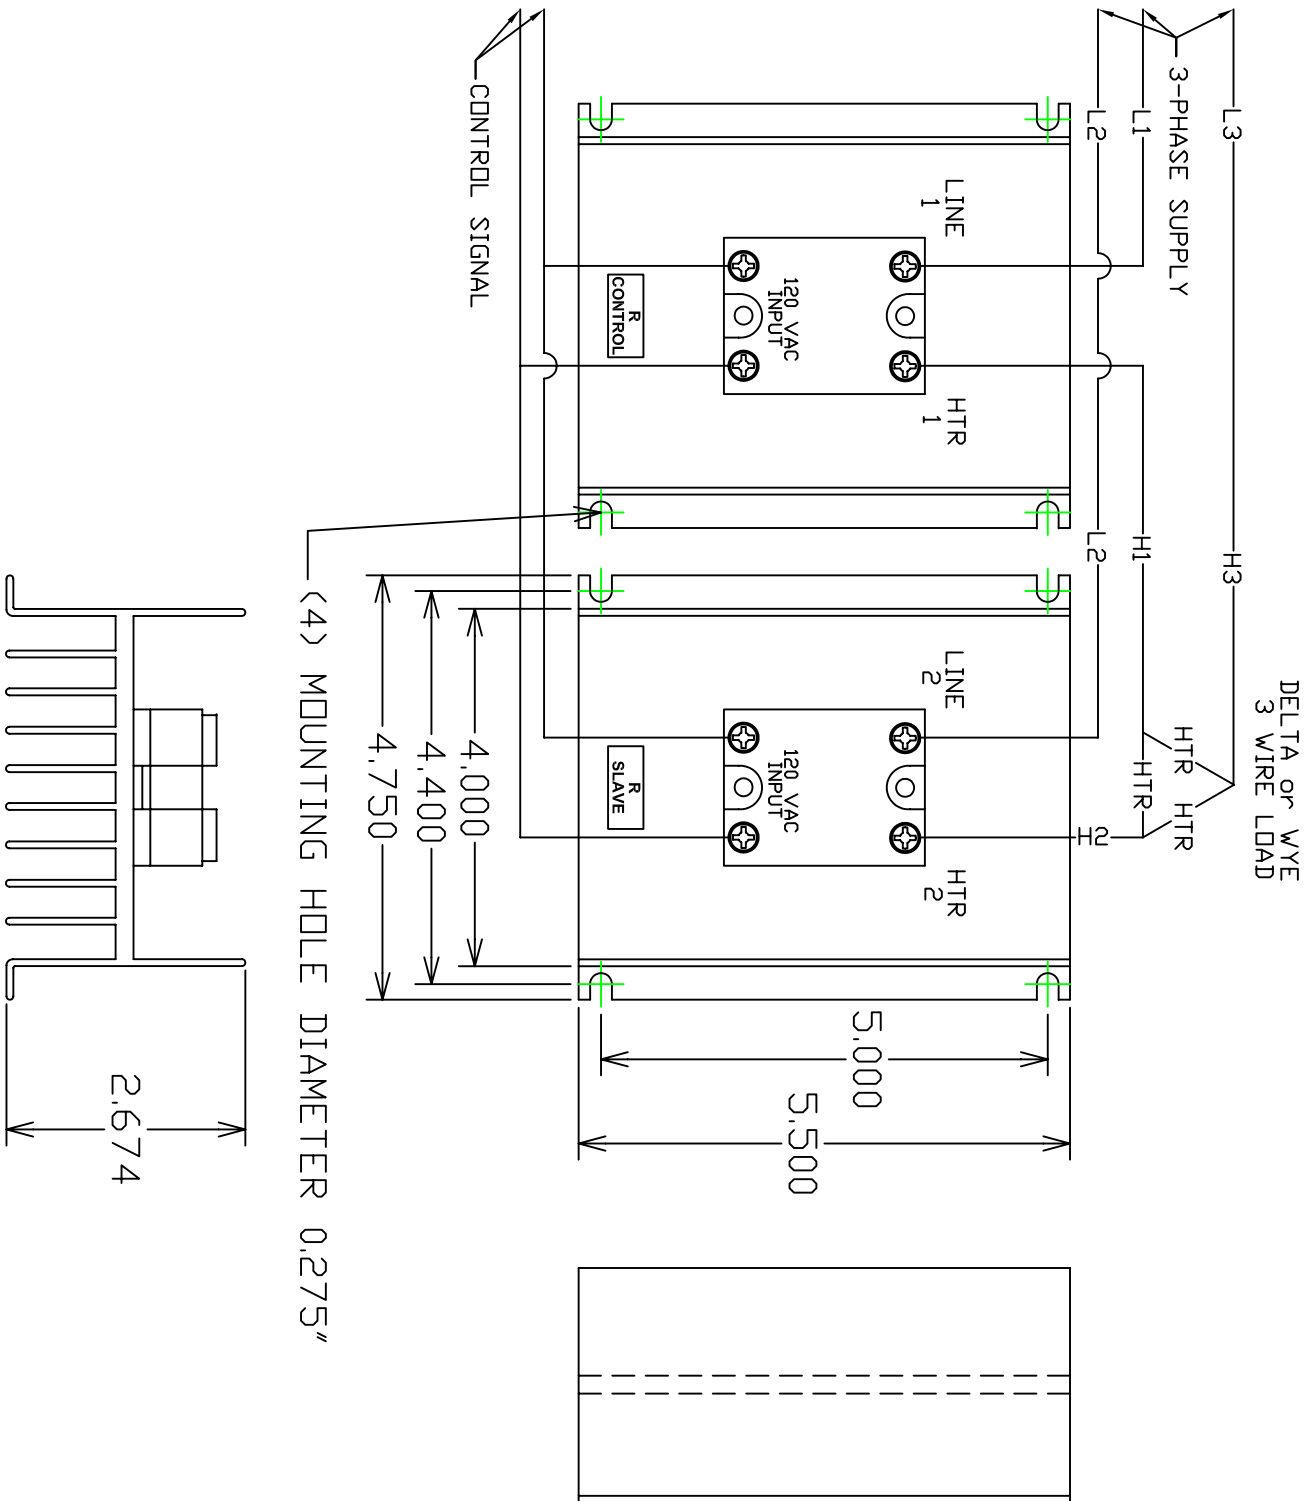 DELTA or WYE
3 WIRE LOAD
L3
H3
3-PHASE SUPPLY
HTR
HTR
L1
H1
HTR
L2
L2
H2
LINE
1
HTR
1
LINE
2
HTR
2
120 VAC
INPUT
120 VAC
INPUT
R
CONTROL
R
SLAVE
CONTROL SIGNAL
5.000
5.500
4.000
4.400
4.750
(4) MOUNTING HOLE DIAMETER 0.275"
2.674